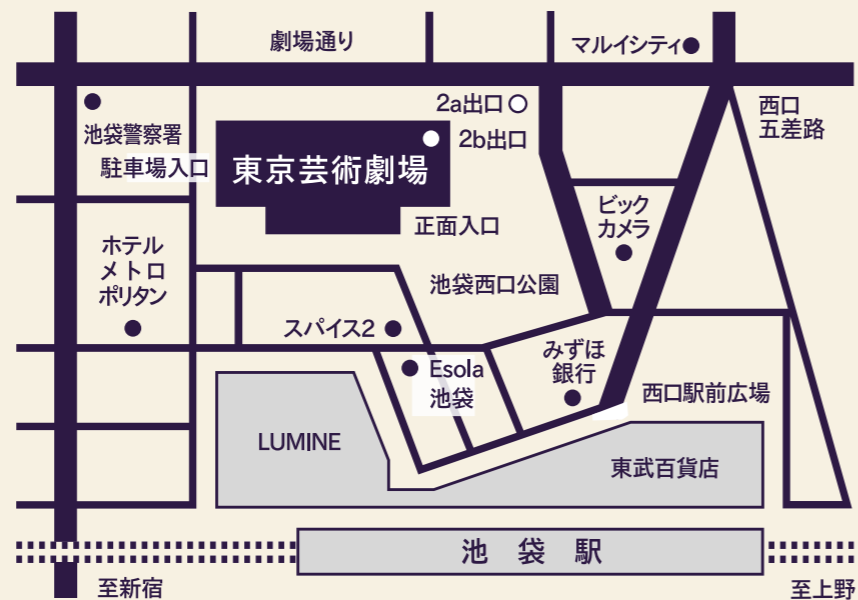 劇場通り
マルイシティ
2a出口
西口
五差路
池袋警察署
2b出口
駐車場入口
東京芸術劇場
正面入口
ビック
カメラ
ホテル
メトロ
ポリタン
池袋西口公園
スパイス2
みずほ
銀行
Esola
池袋
西口駅前広場
LUMINE
東武百貨店
池袋駅
至新宿
至上野